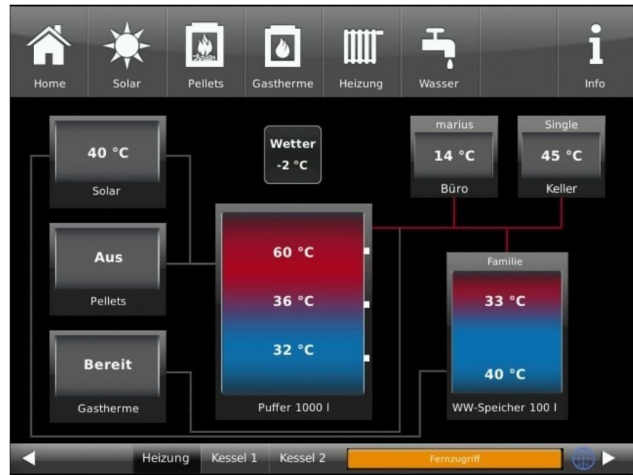 Home
Solar
Pellets
Gastherme
Heizung
Wasser
Info
40 °C
Solar
Wetter
-2 °C
marius
14 °C
Büro
Single
45 °C
Keller
Aus
Pellets
60 °C
36 °C
32 °C
Puffer 1000 l
Familie
33 °C
40 °C
WW-Speicher 100 l
Bereit
Gastherme
Heizung
Kessel 1
Kessel 2
Fernzugriff